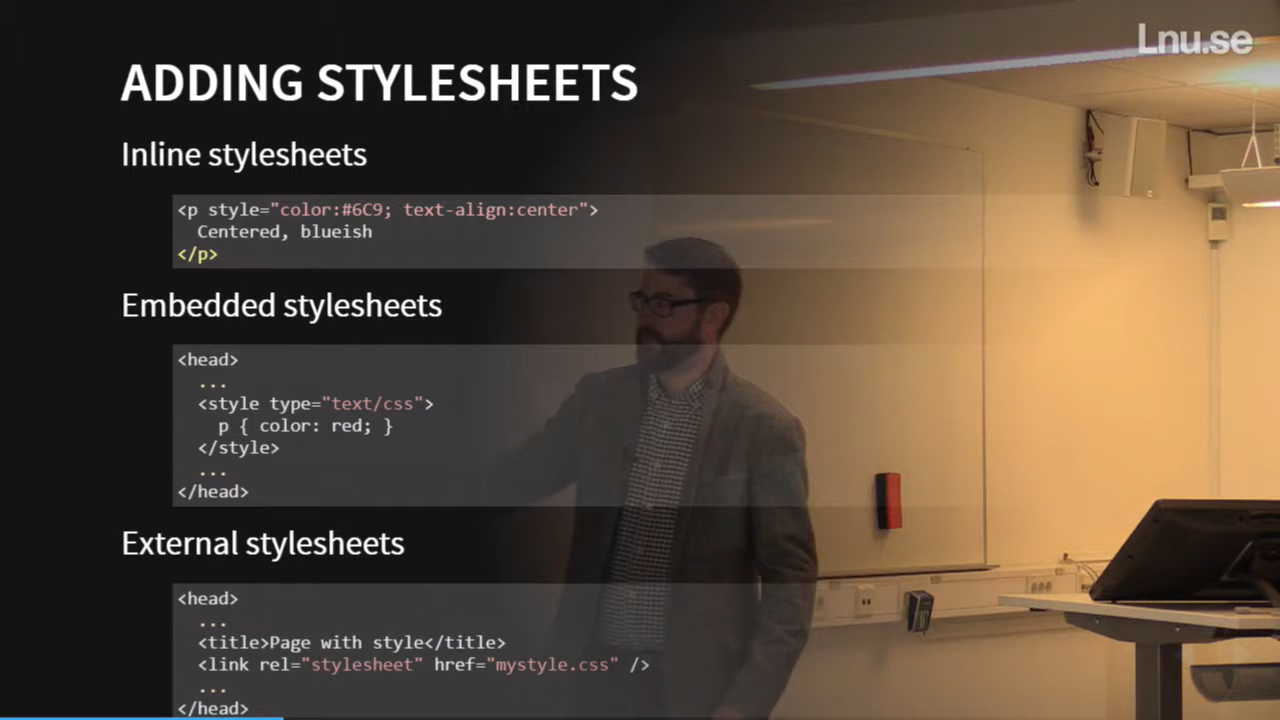 Lnu.se
ADDING STYLESHEETS
Inline stylesheets
<p style="color:#6C9; text-align:center">
  Centered, blueish
</p>
Embedded stylesheets
<head>
  ...
  <style type="text/css">
    p { color: red; }
  </style>
  ...
</head>
External stylesheets
<head>
  ...
  <title>Page with style</title>
  <link rel="stylesheet" href="mystyle.css" />
  ...
</head>